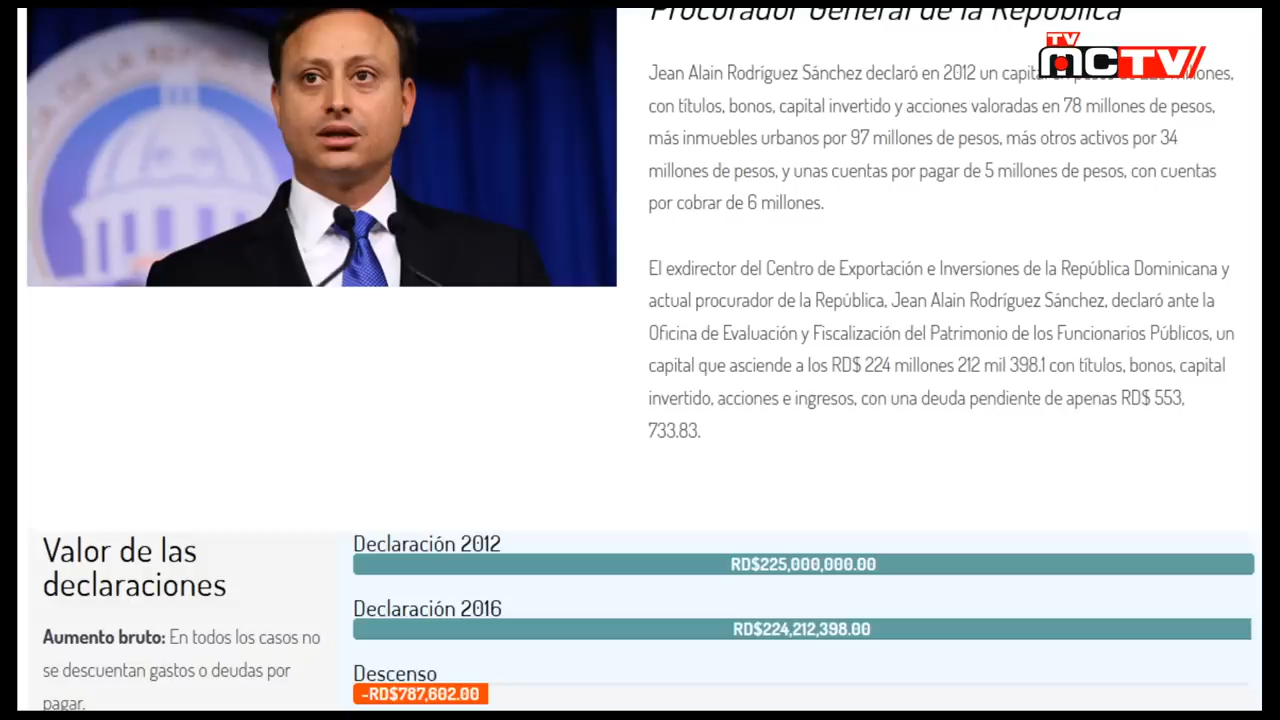 Procurador General de la República
TV
MCTV
Jean Alain Rodríguez Sánchez declaró en 2012 un capital
con títulos, bonos, capital invertido y acciones valoradas en 78 millones de pesos,
más inmuebles urbanos por 97 millones de pesos, más otros activos por 34
millones de pesos, y unas cuentas por pagar de 5 millones de pesos, con cuentas
por cobrar de 6 millones.
El exdirector del Centro de Exportación e Inversiones de la República Dominicana y
actual procurador de la República, Jean Alain Rodríguez Sánchez, declaró ante la
Oficina de Evaluación y Fiscalización del Patrimonio de los Funcionarios Públicos, un
capital que asciende a los RD$ 224 millones 212 mil 398.1 con títulos, bonos, capital
invertido, acciones e ingresos, con una deuda pendiente de apenas RD$ 553,
733.83.
Valor de las
declaraciones
Aumento bruto: En todos los casos no
se descuentan gastos o deudas por
pagar.
Declaración 2012
RD$225,000,000.00
Declaración 2016
RD$224,212,398.00
Descenso
-RD$787,602.00